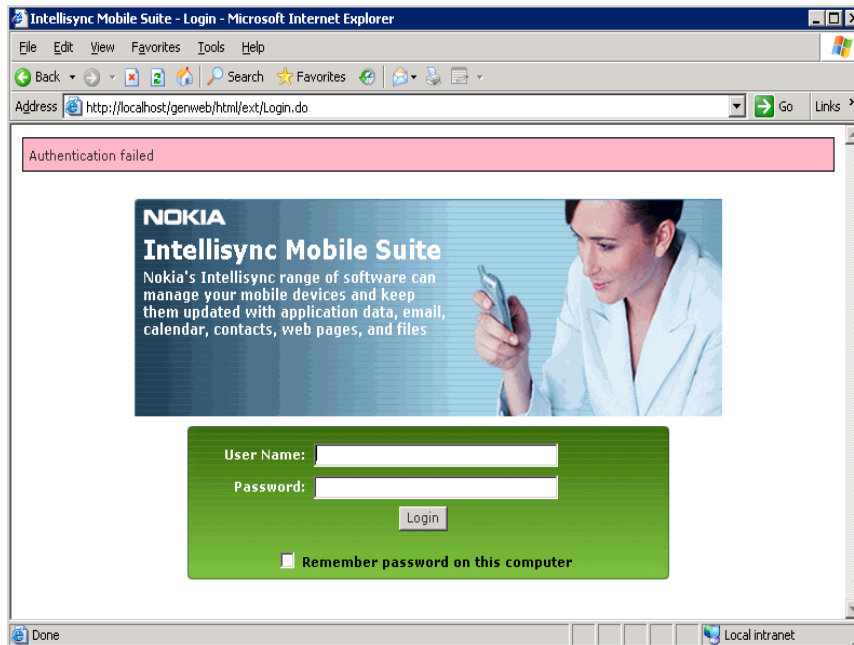 Intellisync Mobile Suite - Login - Microsoft Internet Explorer
File Edit View Favorites Tools Help
Back Search Favorites
Address http://localhost/genweb/html/ext/Login.do Go Links »
Authentication failed
NOKIA
Intellisync Mobile Suite
Nokia's Intellisync range of software can
manage your mobile devices and keep
them updated with application data, email,
calendar, contacts, web pages, and files
User Name:
Password:
Login
Remember password on this computer
Done Local intranet